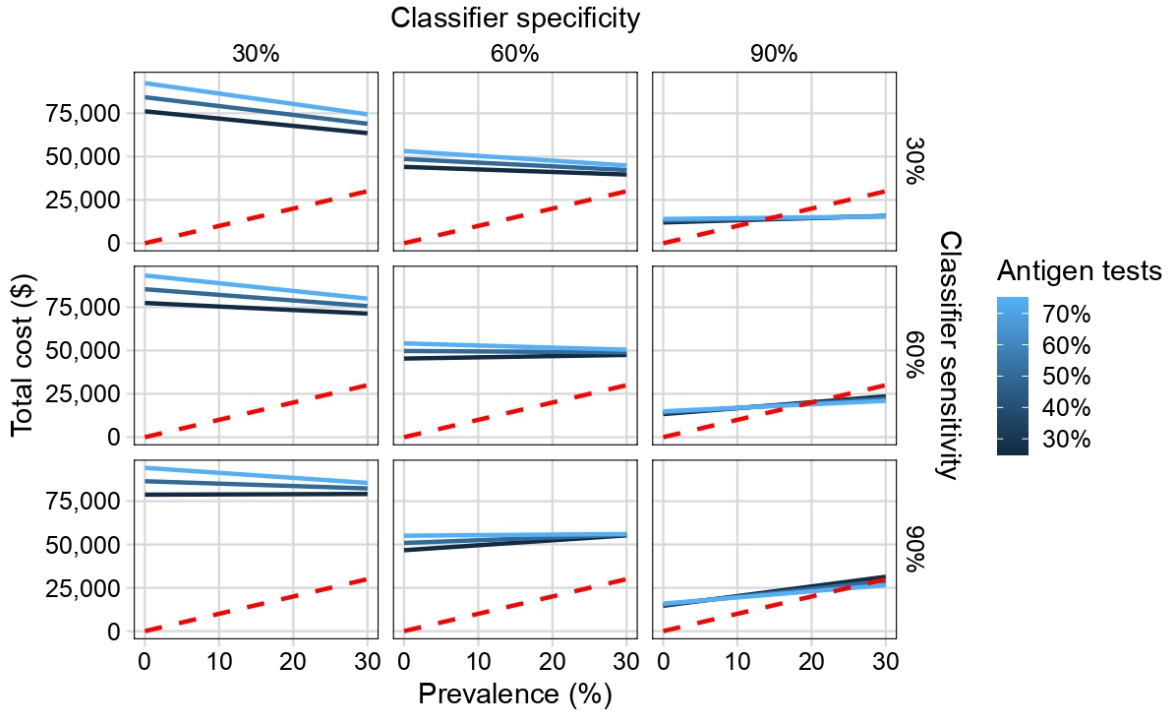 Classifier specificity
30% 60% 90%
Total cost ($)
75,000
50,000
25,000
0
30%
75,000
50,000
25,000
0
60%
75,000
50,000
25,000
0
90%
Classifier sensitivity
0 10 20 30 0 10 20 30 0 10 20 30
Prevalence (%)
Antigen tests
70%
60%
50%
40%
30%